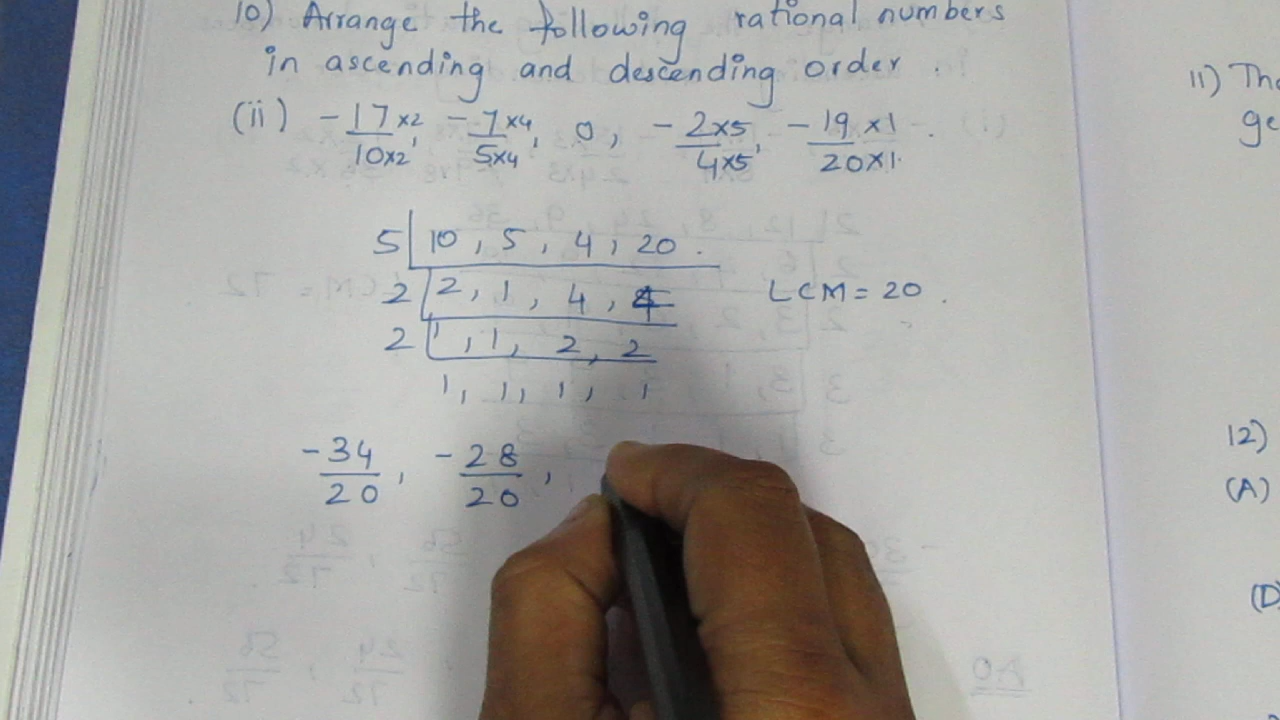 10) Arrange the following rational numbers
in ascending and descending order.
(ii) -17×2/10×2, -7×4/5×4, 0, -2×5/4×5, -19×1/20×1.
5 | 10, 5, 4, 20.
2 | 2, 1, 4, 4 LCM = 20.
2 | 1, 1, 2, 2
1, 1, 1, 1
-34/20, -28/20,
11) Th
ge
12)
(A)
(D